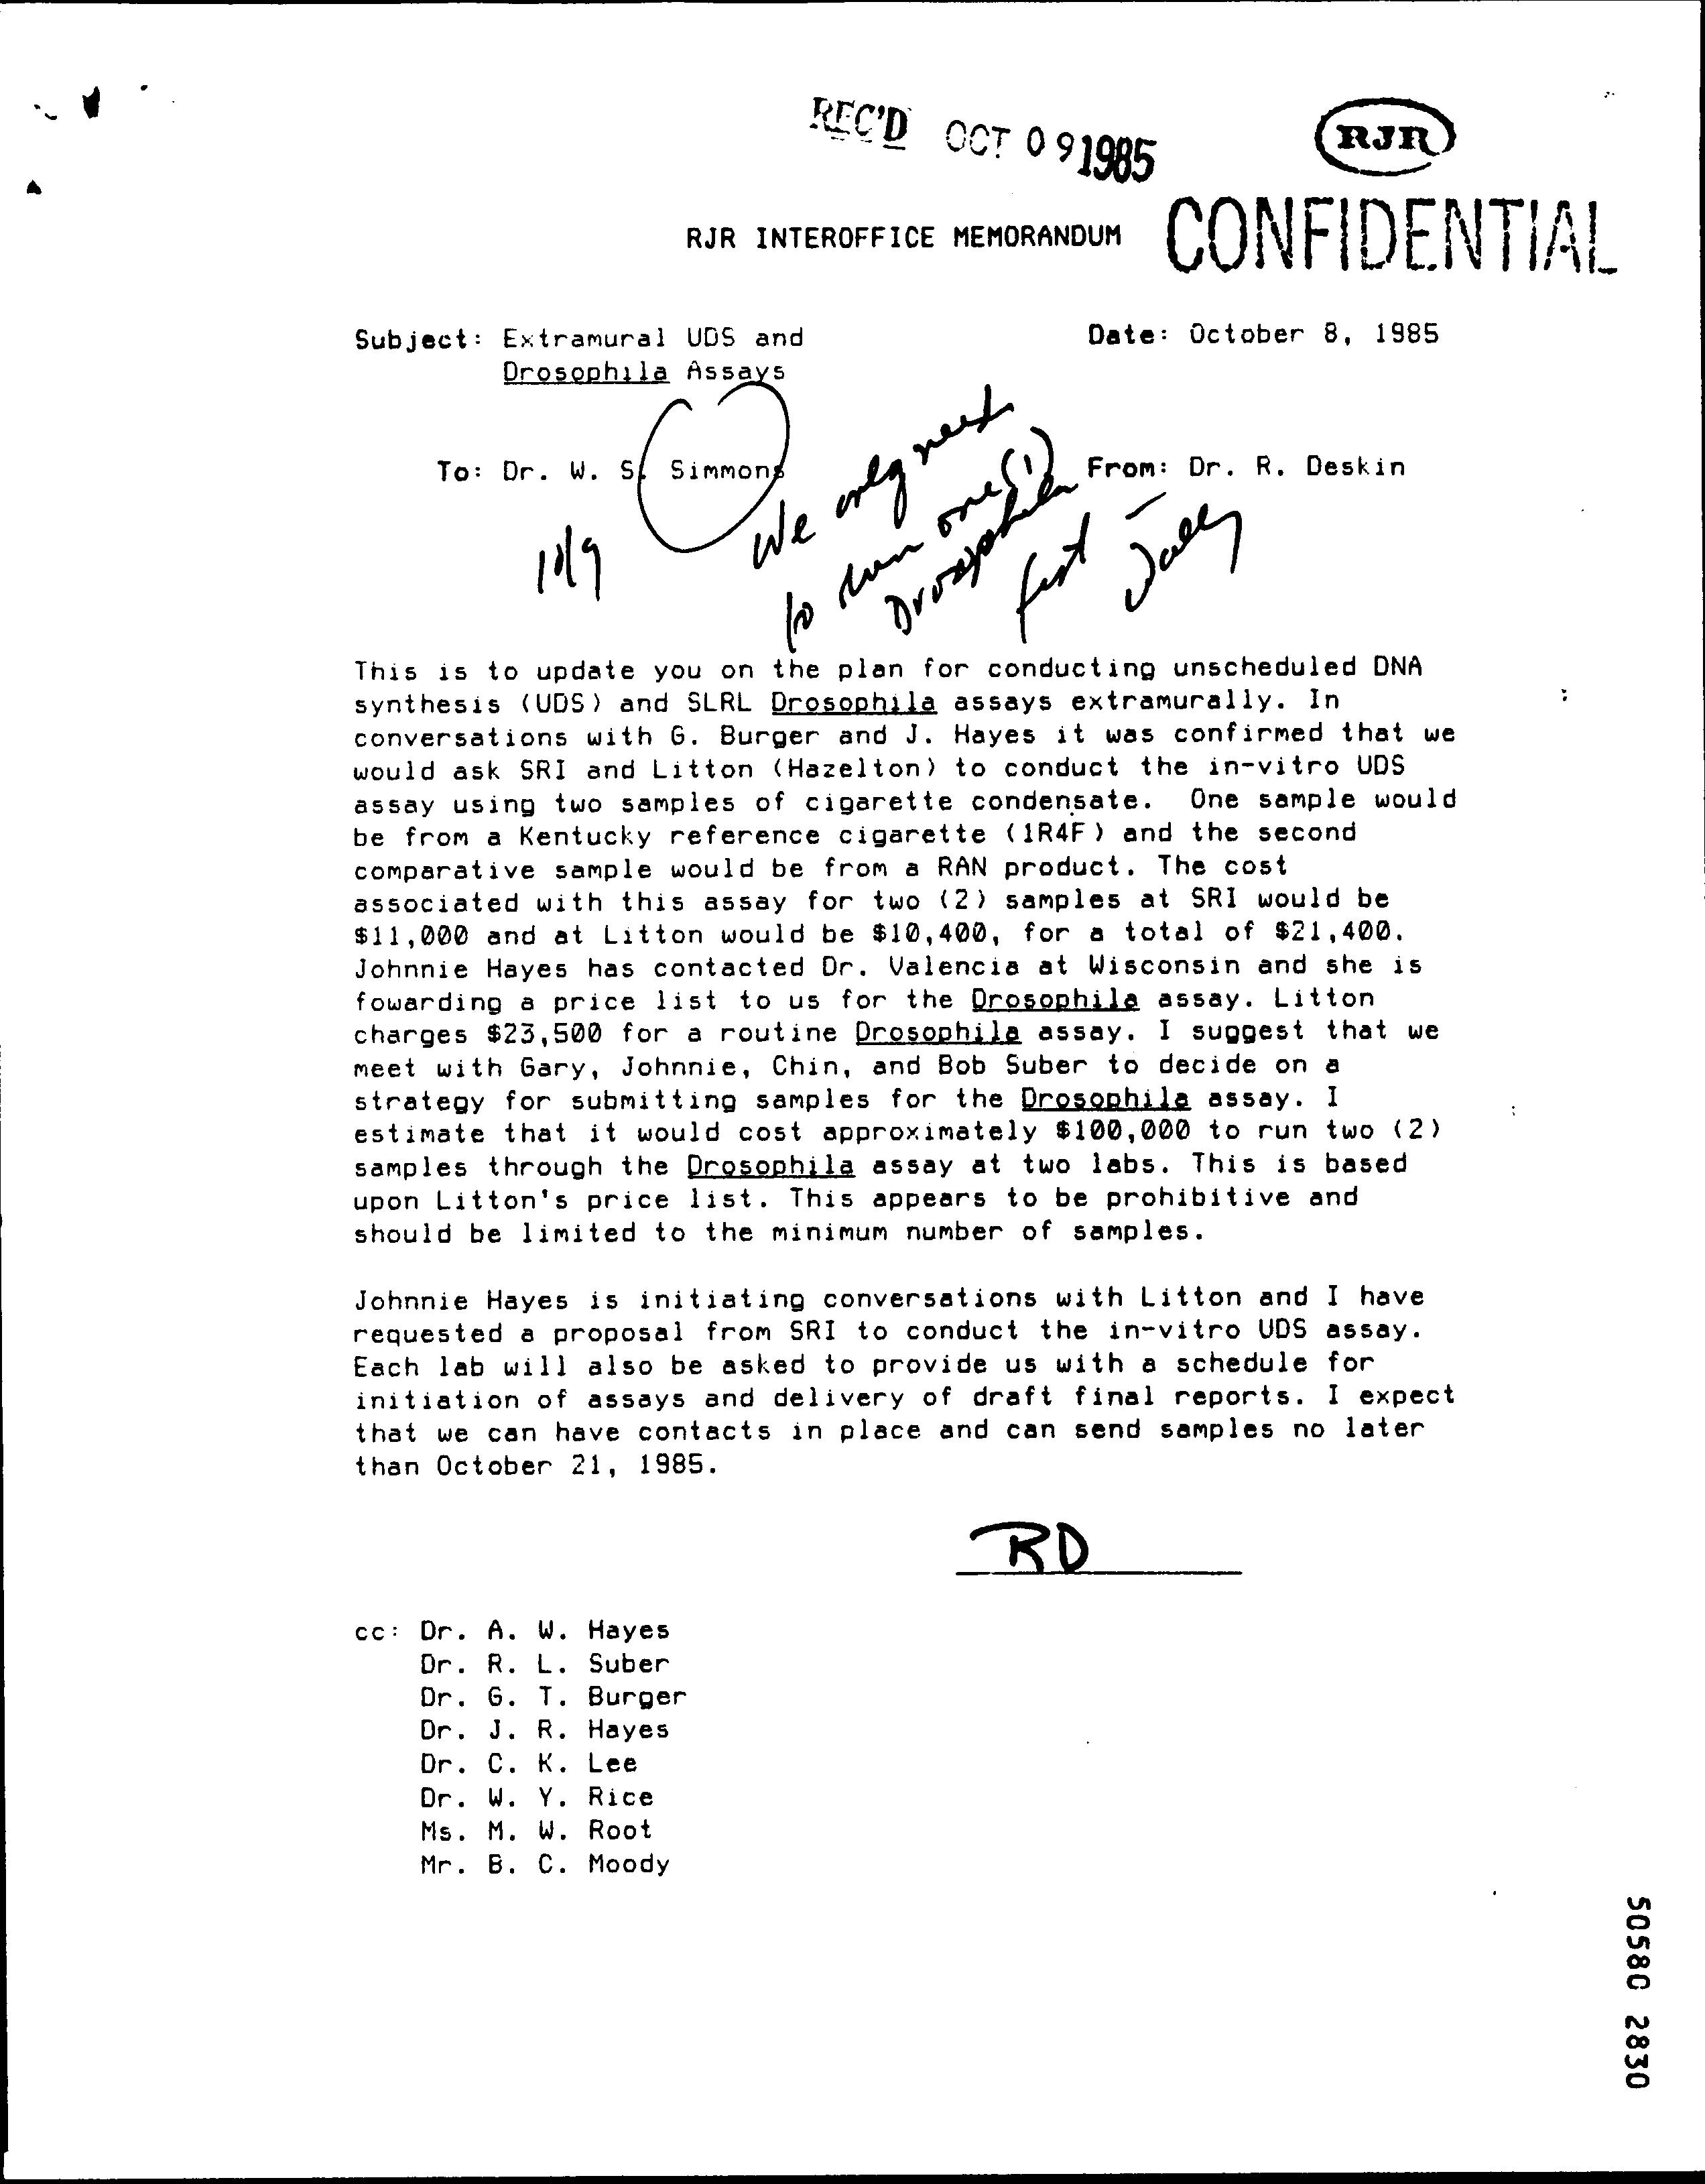 REC'D OCT 09 1985
RJR
RJR INTEROFFICE MEMORANDUM
CONFIDENTIAL
Subject: Extramural UDS and
Drosophila Assays
Date: October 8, 1985
To: Dr. W. S. Simmons
From: Dr. R. Deskin
10/9
We only need
to run one (1)
Drosophila
first -
This is to update you on the plan for conducting unscheduled DNA
synthesis (UDS) and SLRL Drosophila assays extramurally. In
conversations with G. Burger and J. Hayes it was confirmed that we
would ask SRI and Litton (Hazelton) to conduct the in-vitro UDS
assay using two samples of cigarette condensate. One sample would
be from a Kentucky reference cigarette (1R4F) and the second
comparative sample would be from a RAN product. The cost
associated with this assay for two (2) samples at SRI would be
$11,000 and at Litton would be $10,400, for a total of $21,400.
Johnnie Hayes has contacted Dr. Valencia at Wisconsin and she is
fowarding a price list to us for the Drosophila assay. Litton
charges $23,500 for a routine Drosophila assay. I suggest that we
meet with Gary, Johnnie, Chin, and Bob Suber to decide on a
strategy for submitting samples for the Drosophila assay. I
estimate that it would cost approximately $100,000 to run two (2)
samples through the Drosophila assay at two labs. This is based
upon Litton's price list. This appears to be prohibitive and
should be limited to the minimum number of samples.
Johnnie Hayes is initiating conversations with Litton and I have
requested a proposal from SRI to conduct the in-vitro UDS assay.
Each lab will also be asked to provide us with a schedule for
initiation of assays and delivery of draft final reports. I expect
that we can have contacts in place and can send samples no later
than October 21, 1985.
RD
cc: Dr. A. W. Hayes
Dr. R. L. Suber
Dr. G. T. Burger
Dr. J. R. Hayes
Dr. C. K. Lee
Dr. W. Y. Rice
Ms. M. W. Root
Mr. B. C. Moody
50580 2830